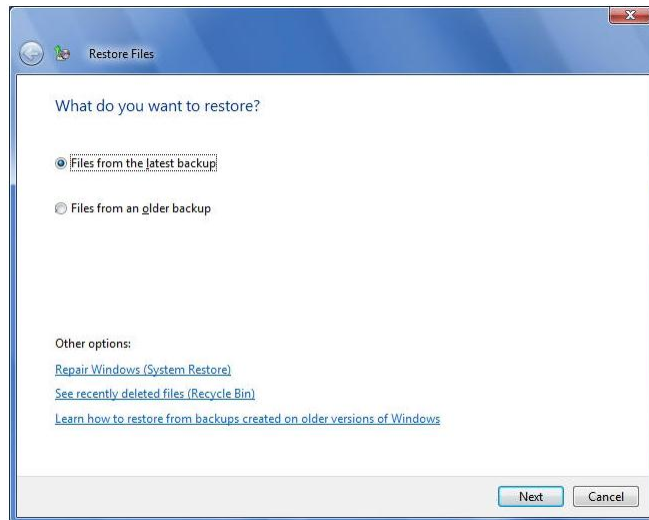 Restore Files
What do you want to restore?
Files from the latest backup
Files from an older backup
Other options:
Repair Windows (System Restore)
See recently deleted files (Recycle Bin)
Learn how to restore from backups created on older versions of Windows
Next Cancel